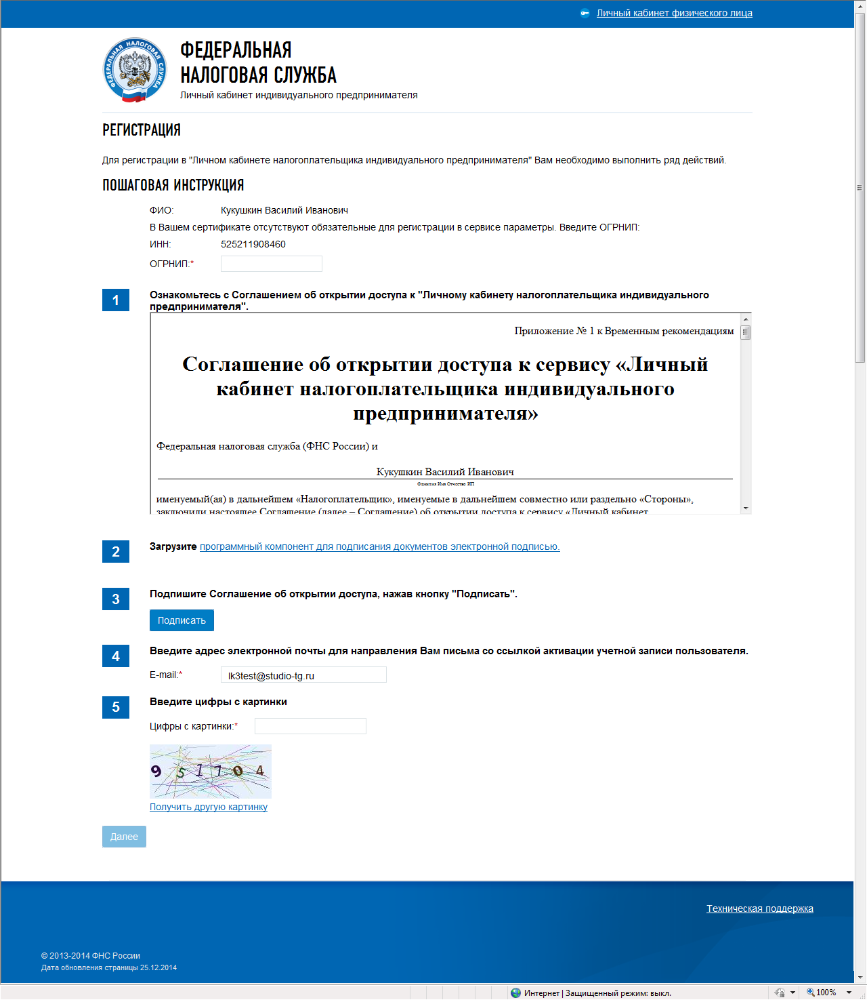 Личный кабинет физического лица
ФЕДЕРАЛЬНАЯ НАЛОГОВАЯ СЛУЖБА
ФЕДЕРАЛЬНАЯ
НАЛОГОВАЯ СЛУЖБА
Личный кабинет индивидуального предпринимателя
РЕГИСТРАЦИЯ
Для регистрации в "Личном кабинете налогоплательщика индивидуального предпринимателя" Вам необходимо выполнить ряд действий.
ПОШАГОВАЯ ИНСТРУКЦИЯ
ФИО: Кукушкин Василий Иванович
В Вашем сертификате отсутствуют обязательные для регистрации в сервисе параметры. Введите ОГРНИП:
ИНН: 525211908460
ОГРНИП:*
1 Ознакомьтесь с Соглашением об открытии доступа к "Личному кабинету налогоплательщика индивидуального
предпринимателя".
Приложение № 1 к Временным рекомендациям
Соглашение об открытии доступа к сервису «Личный
кабинет налогоплательщика индивидуального
предпринимателя»
Федеральная налоговая служба (ФНС России) и
Кукушкин Василий Иванович
Фамилия Имя Отчество ИП
именуемый(ая) в дальнейшем «Налогоплательщик», именуемые в дальнейшем совместно или раздельно «Стороны»,
заключили настоящее Соглашение (далее – Соглашение) об открытии доступа к сервису «Личный кабинет
2 Загрузите программный компонент для подписания документов электронной подписью.
3 Подпишите Соглашение об открытии доступа, нажав кнопку "Подписать".
Подписать
4 Введите адрес электронной почты для направления Вам письма со ссылкой активации учетной записи пользователя.
E-mail:* lk3test@studio-tg.ru
5 Введите цифры с картинки
Цифры с картинки:*
951704
Получить другую картинку
Далее
Техническая поддержка
© 2013-2014 ФНС России
Дата обновления страницы 25.12.2014
Интернет | Защищенный режим: выкл.
100%